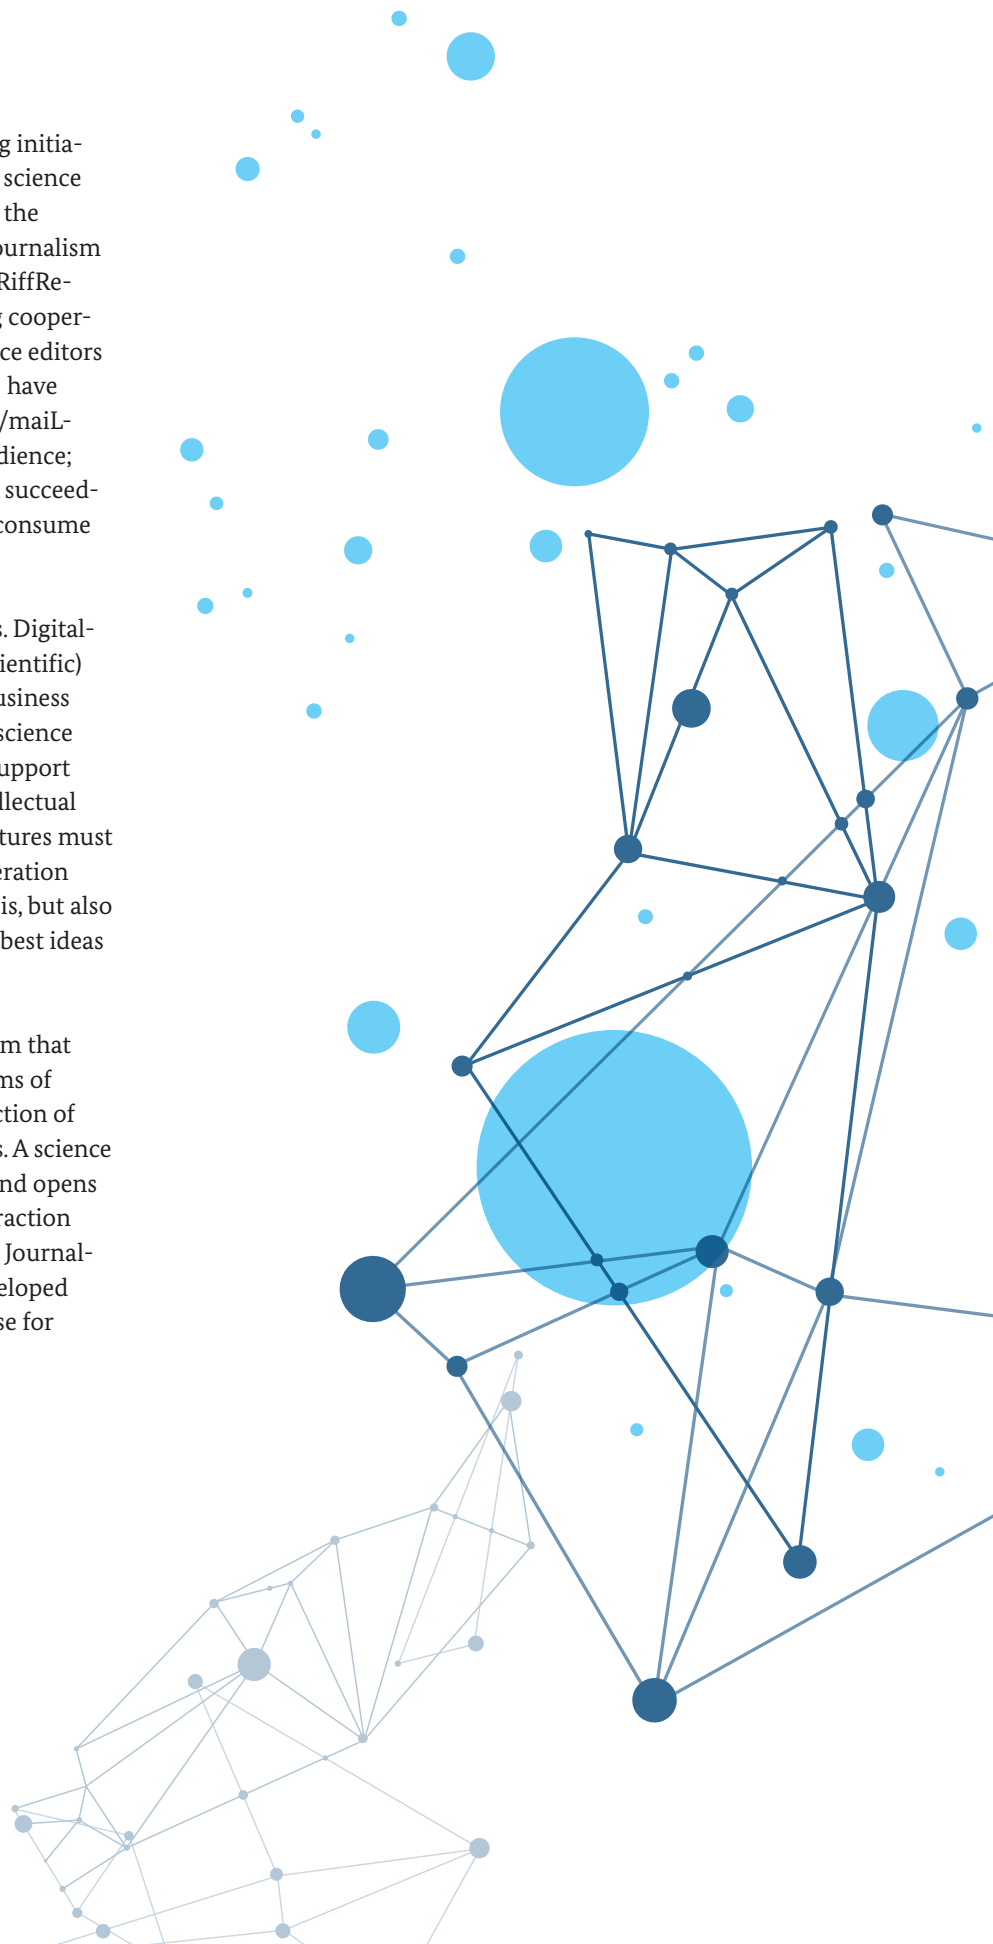 g initia-
science
the
ournalism
RiffRe-
g cooper-
ce editors
have
/maiL-
dience;
succeed-
consume
s. Digital-
ientific)
usiness
science
upport
llectual
tures must
eration
is, but also
best ideas
m that
ms of
ction of
s. A science
nd opens
raction
Journal-
eloped
se for